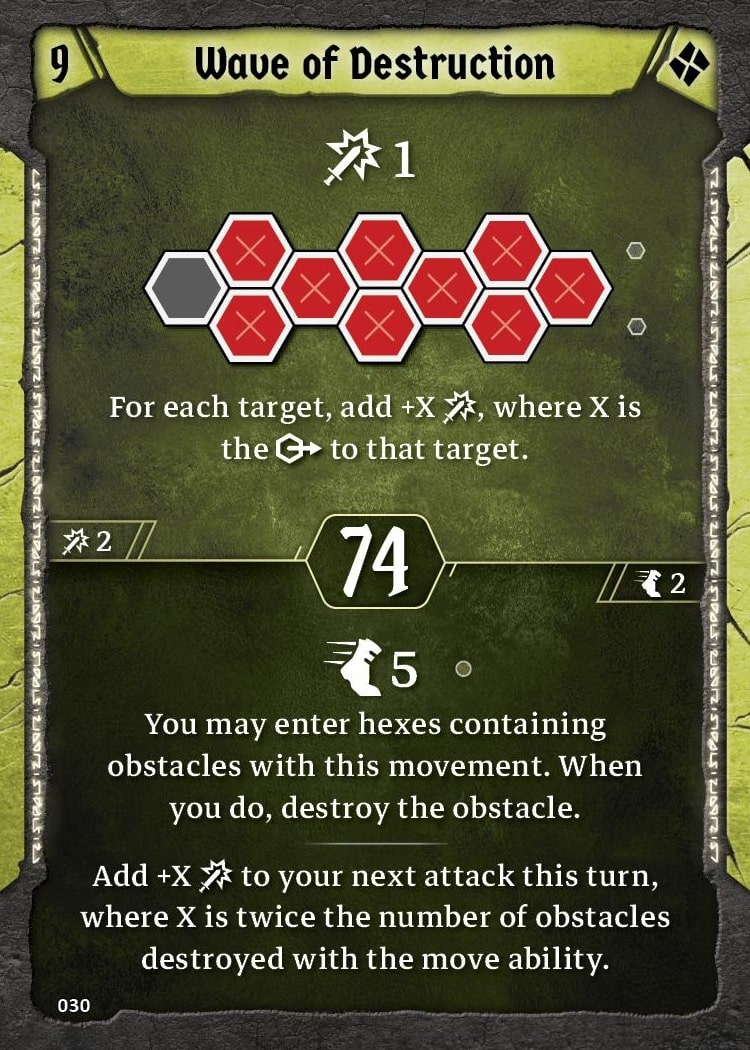 9
Wave of Destruction
1
For each target, add +X , where X is
the to that target.
2
74
2
5
You may enter hexes containing
obstacles with this movement. When
you do, destroy the obstacle.
Add +X to your next attack this turn,
where X is twice the number of obstacles
destroyed with the move ability.
030